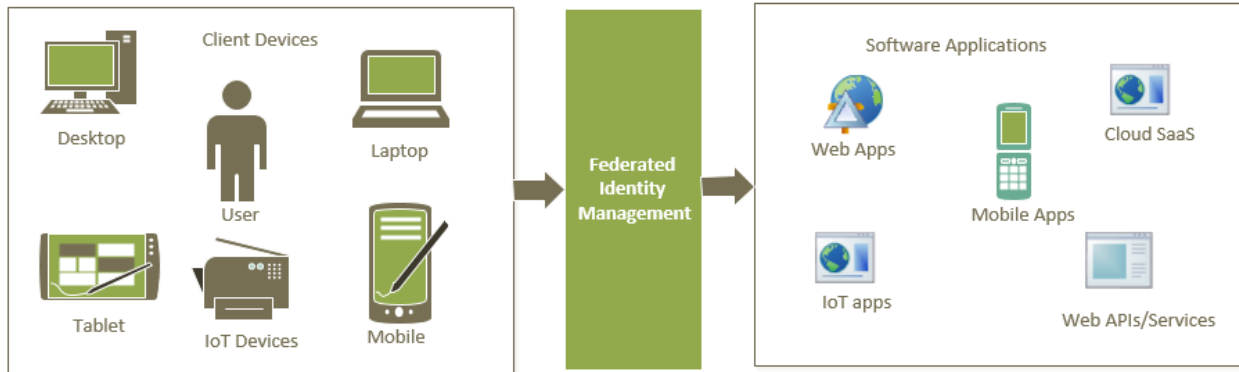 Client Devices
Desktop
Laptop
User
Tablet
IoT Devices
Mobile
Federated
Identity
Management
Software Applications
Web Apps
Cloud SaaS
Mobile Apps
IoT apps
Web APIs/Services